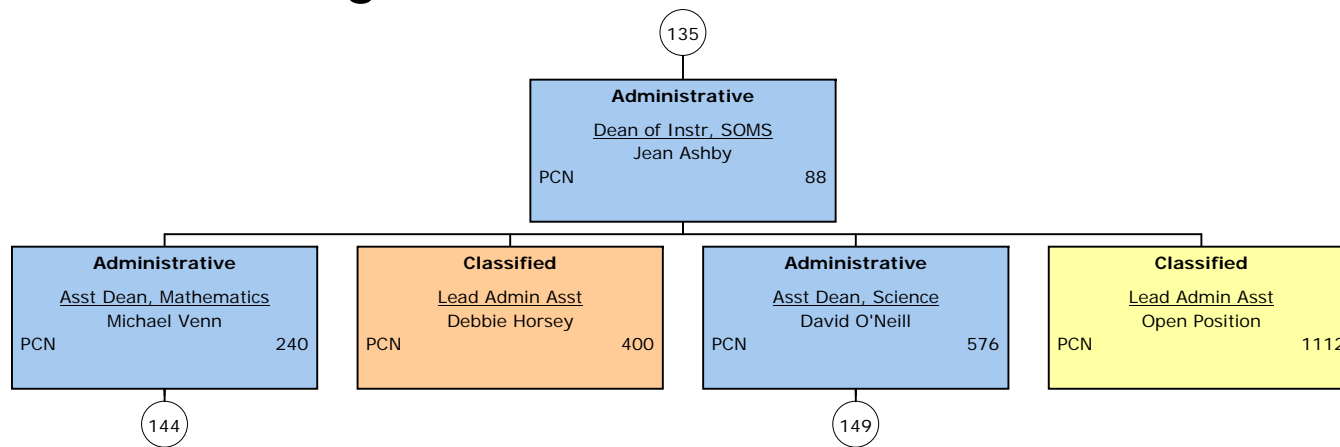 135
Administrative
Dean of Instr, SOMS
Jean Ashby
PCN 88
Administrative
Asst Dean, Mathematics
Michael Venn
PCN 240
144
Classified
Lead Admin Asst
Debbie Horsey
PCN 400
Administrative
Asst Dean, Science
David O'Neill
PCN 576
149
Classified
Lead Admin Asst
Open Position
PCN 1112